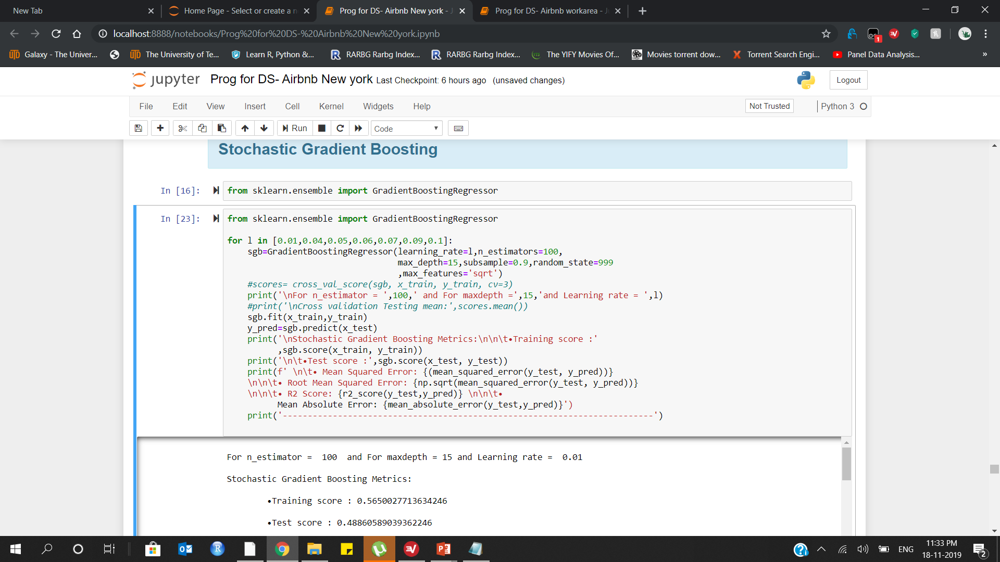 New Tab
Home Page - Select or create a n
Prog for DS- Airbnb New york - J
Prog for DS- Airbnb workarea - Ju
localhost:8888/notebooks/Prog%20for%20DS-%20Airbnb%20New%20york.ipynb
1
Galaxy - The Univer...
The University of Te...
Learn R, Python &...
RARBG Rarbg Index...
RARBG Rarbg Index...
The YIFY Movies Of...
Movies torrent dow...
Torrent Search Engi...
Panel Data Analysis...
»
jupyter Prog for DS- Airbnb New york Last Checkpoint: 6 hours ago (unsaved changes)
Logout
File Edit View Insert Cell Kernel Widgets Help
Not Trusted
Python 3
Run
Code
Stochastic Gradient Boosting
In [16]: from sklearn.ensemble import GradientBoostingRegressor
In [23]: from sklearn.ensemble import GradientBoostingRegressor
for l in [0.01,0.04,0.05,0.06,0.07,0.09,0.1]:
    sgb=GradientBoostingRegressor(learning_rate=l,n_estimators=100,
                                  max_depth=15,subsample=0.9,random_state=999
                                  ,max_features='sqrt')
    #scores= cross_val_score(sgb, x_train, y_train, cv=3)
    print('\nFor n_estimator = ',100,' and For maxdepth =',15,'and Learning rate = ',l)
    #print('\nCross validation Testing mean:',scores.mean())
    sgb.fit(x_train,y_train)
    y_pred=sgb.predict(x_test)
    print('\nStochastic Gradient Boosting Metrics:\n\n\t•Training score :'
          ,sgb.score(x_train, y_train))
    print('\n\t•Test score :',sgb.score(x_test, y_test))
    print(f' \n\t• Mean Squared Error: {(mean_squared_error(y_test, y_pred))}
    \n\n\t• Root Mean Squared Error: {np.sqrt(mean_squared_error(y_test, y_pred))}
    \n\n\t• R2 Score: {r2_score(y_test,y_pred)} \n\n\t•
          Mean Absolute Error: {mean_absolute_error(y_test,y_pred)}')
    print('--------------------------------------------------------------------------')
For n_estimator =  100  and For maxdepth = 15 and Learning rate =  0.01
Stochastic Gradient Boosting Metrics:
•Training score : 0.5650027713634246
•Test score : 0.48860589039362246
ENG
11:33 PM
18-11-2019
2